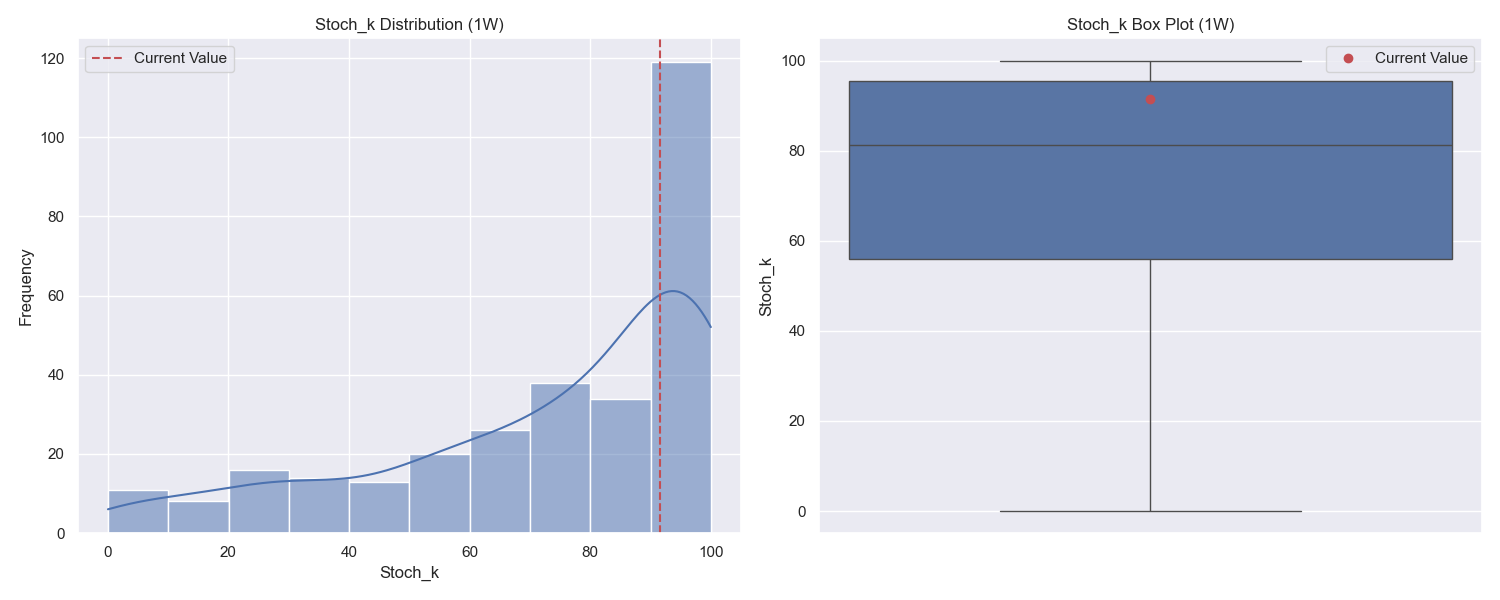 Stoch_k Distribution (1W)
Current Value
120
100
80
60
40
20
0
Frequency
0 20 40 60 80 100
Stoch_k
Stoch_k Box Plot (1W)
Current Value
100
80
60
40
20
0
Stoch_k